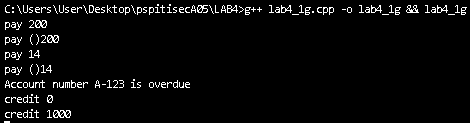 C:\Users\User\Desktop\pspitisecA05\LAB4>g++ lab4_1g.cpp -o lab4_1g && lab4_1g
pay 200
pay ()200
pay 14
pay ()14
Account number A-123 is overdue
credit 0
credit 1000